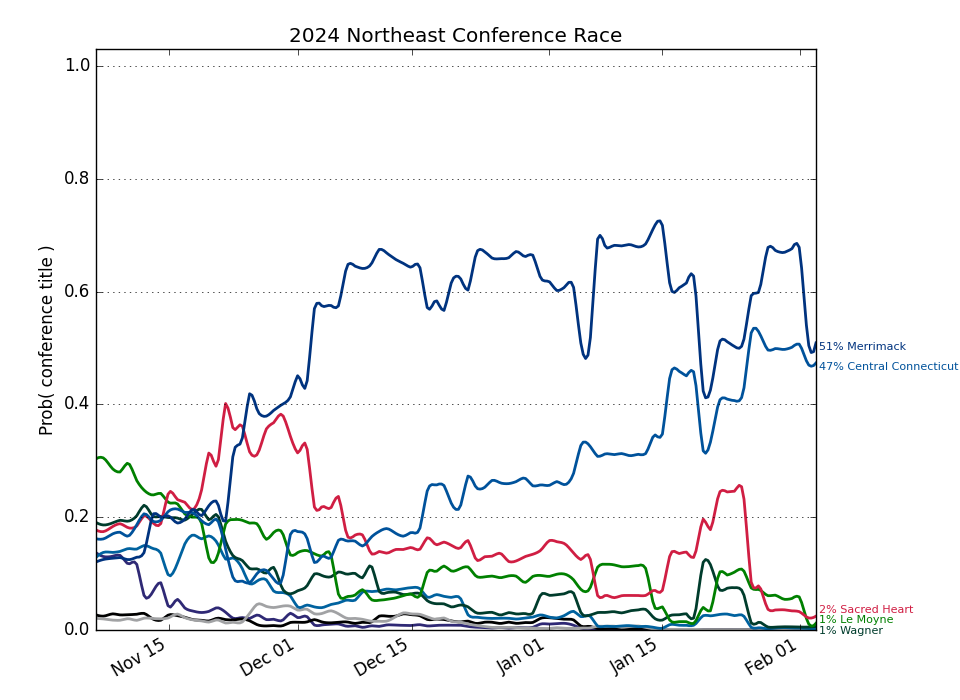 2024 Northeast Conference Race
Prob( conference title )
1.0
0.8
0.6
0.4
0.2
0.0
51% Merrimack
47% Central Connecticut
2% Sacred Heart
1% Le Moyne
1% Wagner
Nov 15
Dec 01
Dec 15
Jan 01
Jan 15
Feb 01